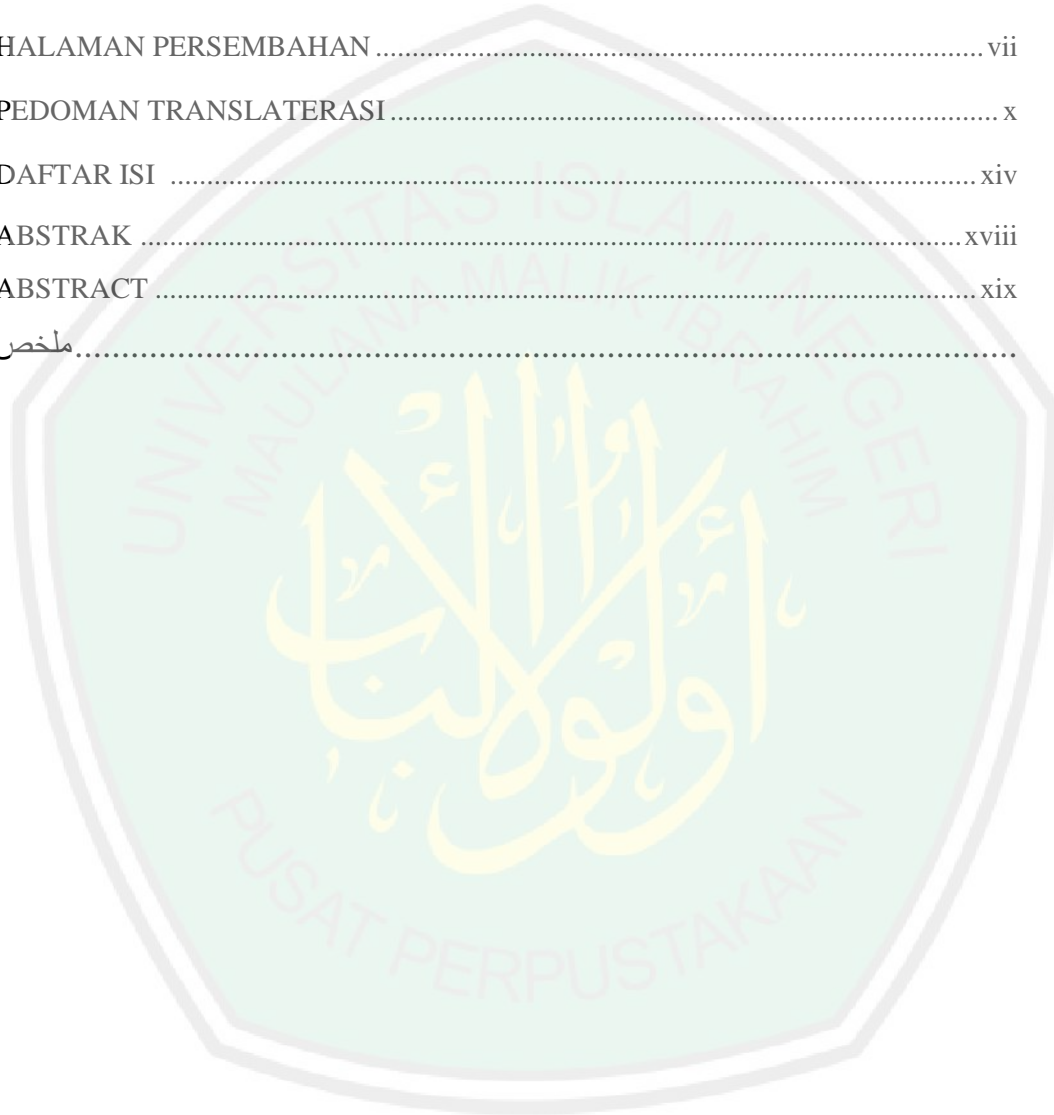 HALAMAN PERSEMBAHAN ........................................................................ vii
PEDOMAN TRANSLATERASI ........................................................................ x
DAFTAR ISI ........................................................................ xiv
ABSTRAK ........................................................................ xviii
ABSTRACT ........................................................................ xix
ملخص ........................................................................
UNIVERSITAS ISLAM NEGERI
MAULANA MALIK IBRAHIM
أولو الألباب
PUSAT PERPUSTAKAAN